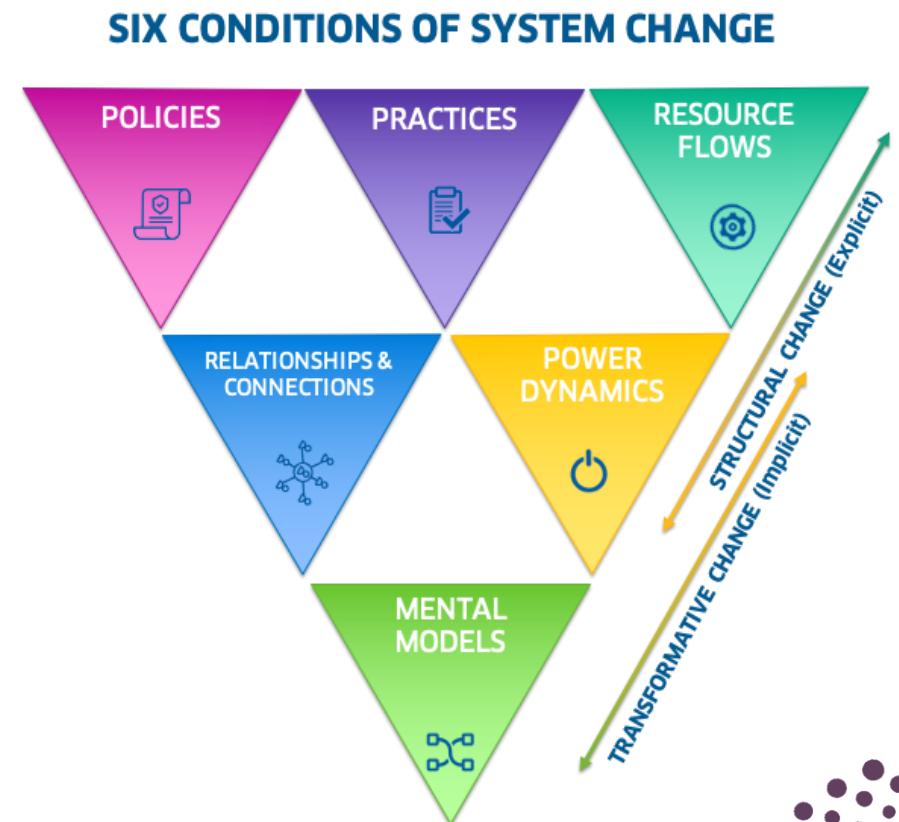 SIX CONDITIONS OF SYSTEM CHANGE
POLICIES
PRACTICES
RESOURCE
FLOWS
RELATIONSHIPS &
CONNECTIONS
POWER
DYNAMICS
MENTAL
MODELS
STRUCTURAL CHANGE (Explicit)
TRANSFORMATIVE CHANGE (Implicit)